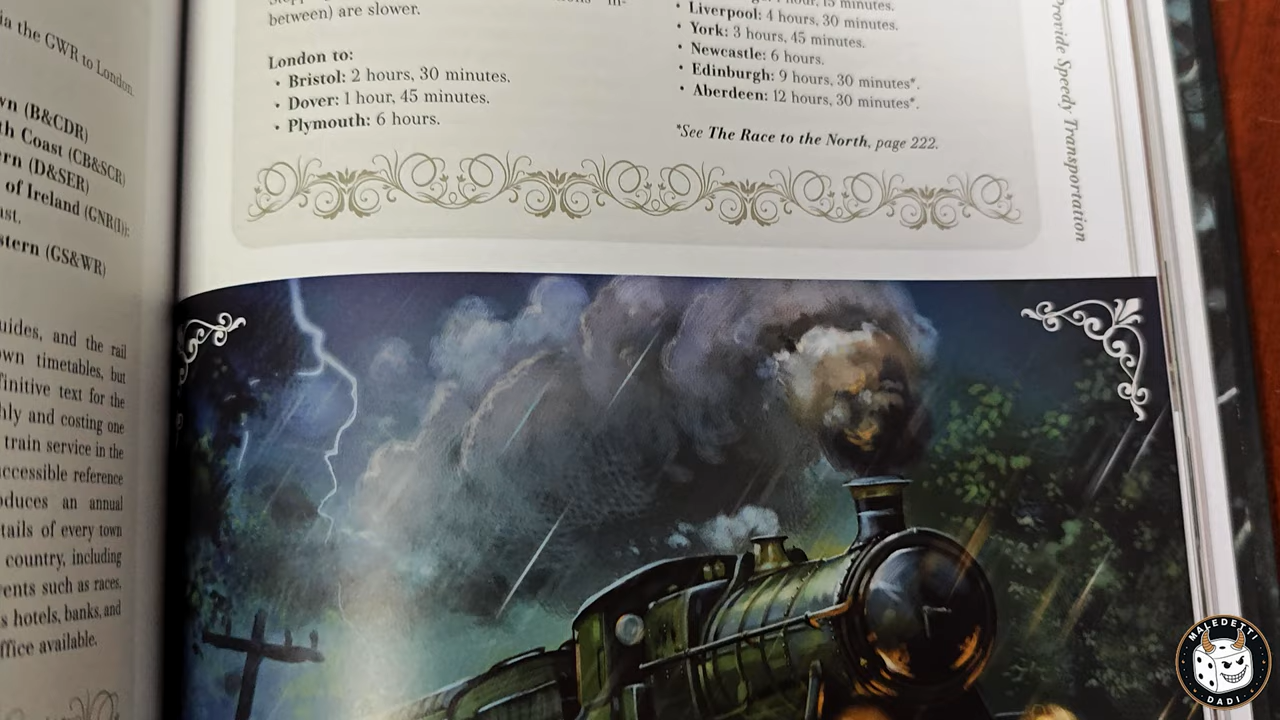 ia the GWR to London.
wn (B&CDR)
th Coast (CB&SCR)
ern (D&SER)
of Ireland (GNR(I)):
ast.
stern (GS&WR)
uides, and the rail
own timetables, but
finitive text for the
hly and costing one
train service in the
accessible reference
oduces an annual
tails of every town
country, including
vents such as races.
s hotels, banks, and
ffice available.
between) are slower.
London to:
• Bristol: 2 hours, 30 minutes.
• Dover: 1 hour, 45 minutes.
• Plymouth: 6 hours.
hour, 15 minutes.
• Liverpool: 4 hours, 30 minutes.
• York: 3 hours, 45 minutes.
• Newcastle: 6 hours.
• Edinburgh: 9 hours, 30 minutes*.
• Aberdeen: 12 hours, 30 minutes*.
*See The Race to the North, page 222.
Provide Speedy Transportation
MALEDETTI
DADI